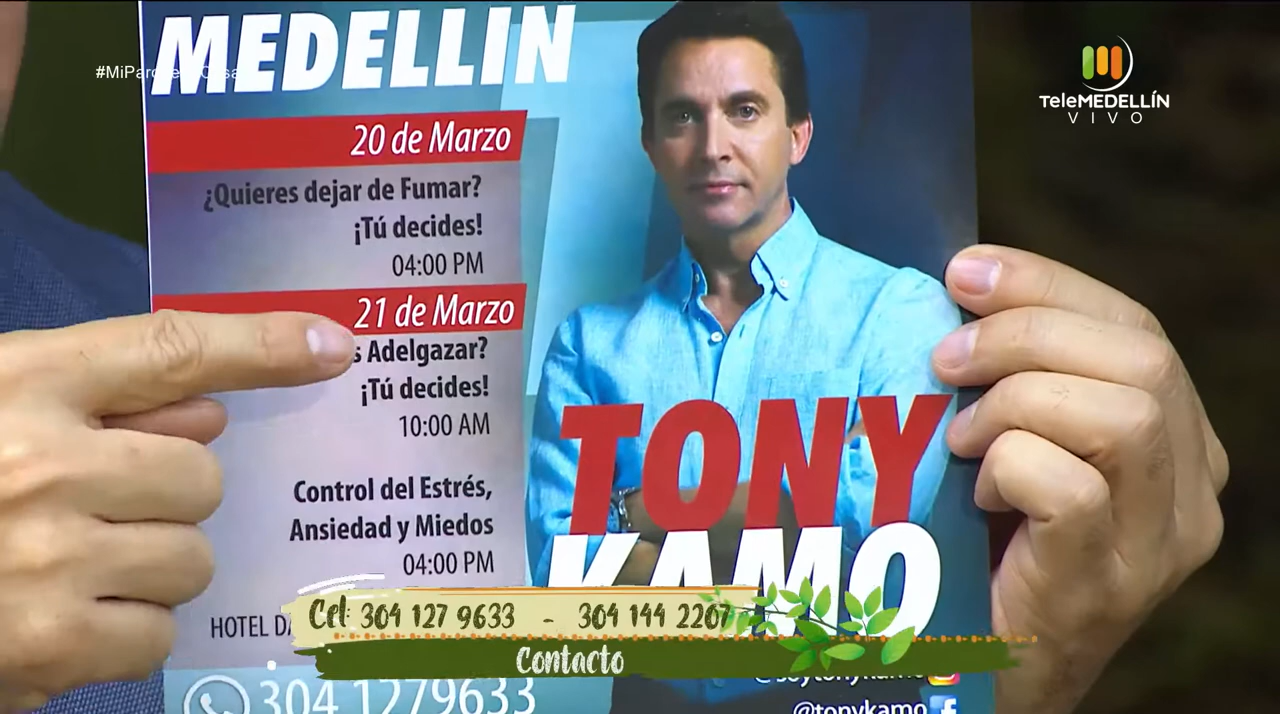 MEDELLIN
TeleMEDELLÍN
VIVO
20 de Marzo
¿Quieres dejar de Fumar?
¡Tú decides!
04:00 PM
21 de Marzo
Adelgazar?
¡Tú decides!
10:00 AM
Control del Estrés,
Ansiedad y Miedos
04:00 PM
TONY
KAMO
HOTEL
Cel: 304 127 9633 - 304 144 2207
Contacto
304 1279633
@soytonykamo
@tonykamo